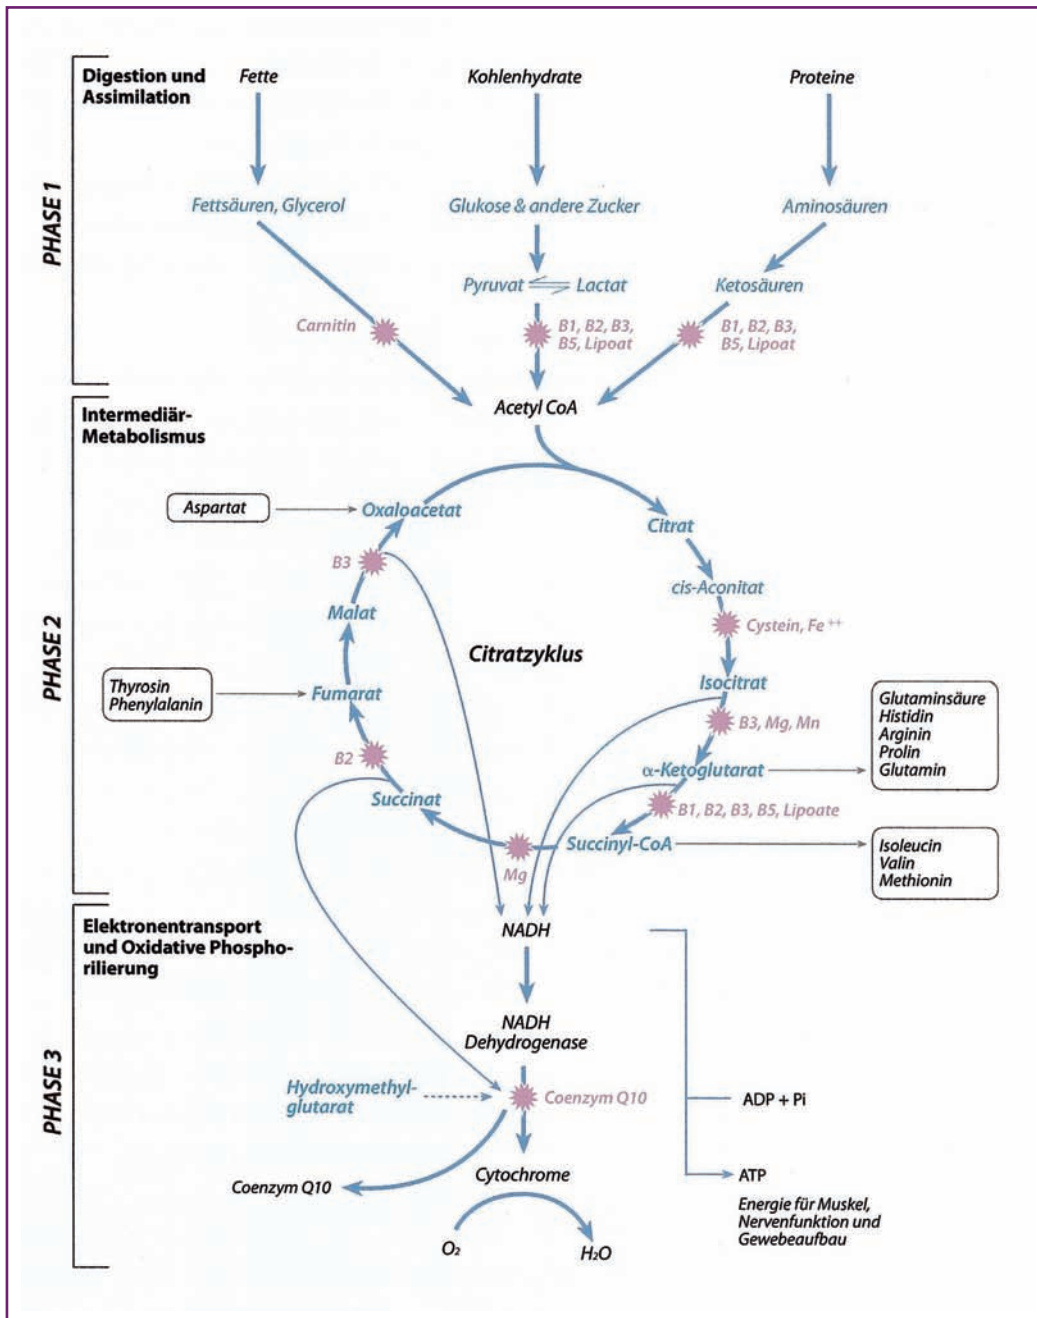 Digestion und
Assimilation
Fette
Kohlenhydrate
Proteine
PHASE 1
Fettsäuren, Glycerol
Glukose & andere Zucker
Aminosäuren
Pyruvat
Lactat
Ketosäuren
Carnitin
B1, B2, B3,
B5, Lipoat
B1, B2, B3,
B5, Lipoat
Acetyl CoA
Intermediär-
Metabolismus
PHASE 2
Aspartat
Oxaloacetat
Citrat
B3
cis-Aconitat
Malat
Cystein, Fe ++
Citratzyklus
Thyrosin
Phenylalanin
Fumarat
Isocitrat
B3, Mg, Mn
Glutaminsäure
Histidin
Arginin
Prolin
Glutamin
B2
α-Ketoglutarat
Succinat
B1, B2, B3, B5, Lipoate
Succinyl-CoA
Mg
Isoleucin
Valin
Methionin
Elektronentransport
und Oxidative Phospho-
rilierung
PHASE 3
NADH
NADH
Dehydrogenase
Hydroxymethyl-
glutarat
Coenzym Q10
ADP + Pi
Coenzym Q10
Cytochrome
ATP
Energie für Muskel,
Nervenfunktion und
Gewebeaufbau
O2
H2O